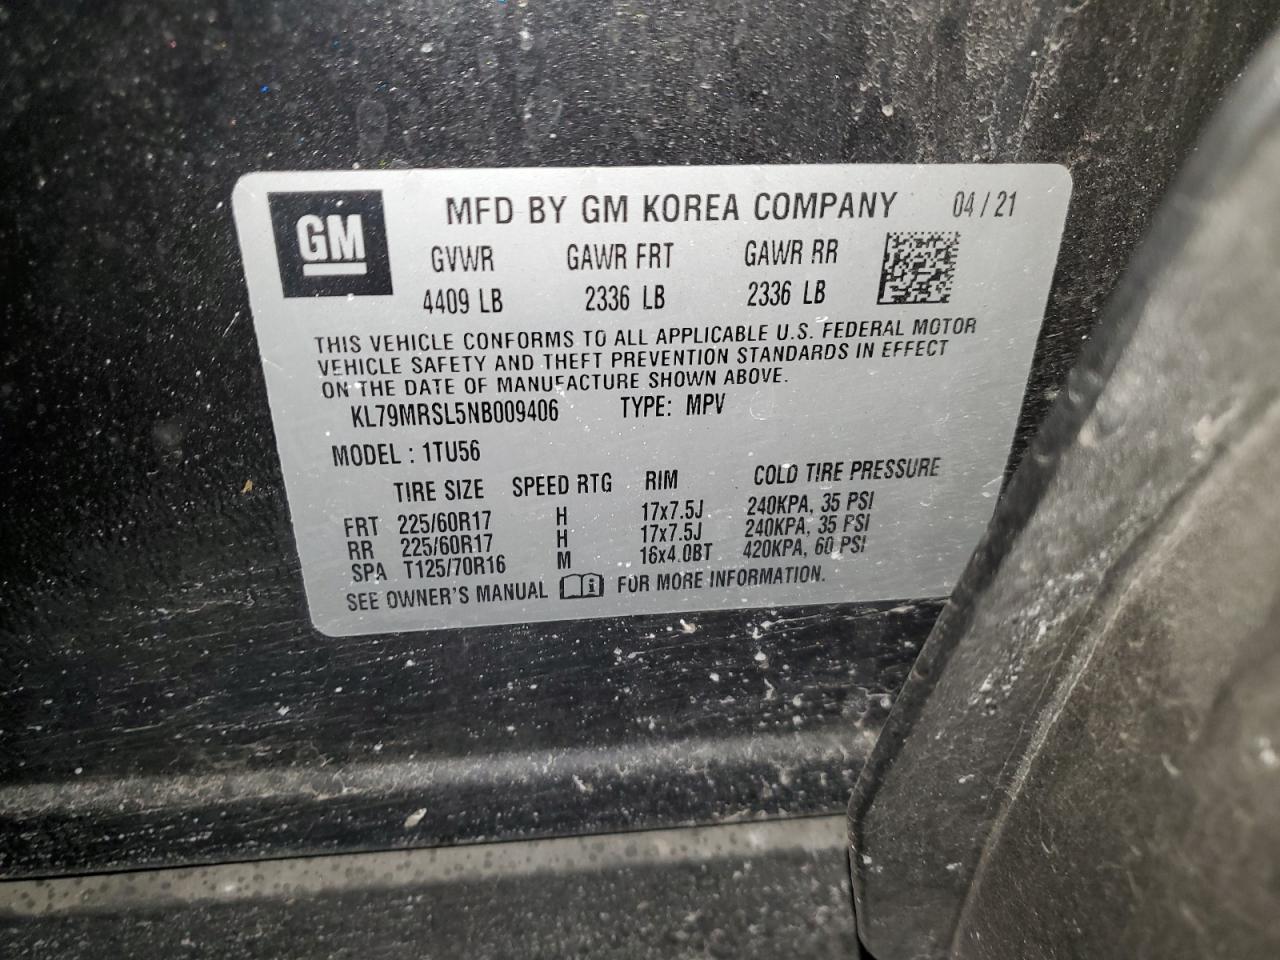 GM MFD BY GM KOREA COMPANY 04 / 21
GVWR GAWR FRT GAWR RR
4409 LB 2336 LB 2336 LB
THIS VEHICLE CONFORMS TO ALL APPLICABLE U.S. FEDERAL MOTOR
VEHICLE SAFETY AND THEFT PREVENTION STANDARDS IN EFFECT
ON THE DATE OF MANUFACTURE SHOWN ABOVE.
KL79MRSL5NB009406 TYPE: MPV
MODEL : 1TU56
TIRE SIZE SPEED RTG RIM COLD TIRE PRESSURE
FRT 225/60R17 H 17x7.5J 240KPA, 35 PSI
RR 225/60R17 H 17x7.5J 240KPA, 35 PSI
SPA T125/70R16 M 16x4.0BT 420KPA, 60 PSI
SEE OWNER'S MANUAL i FOR MORE INFORMATION.